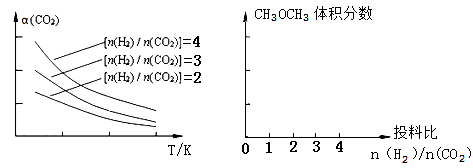 α(CO₂)
[n(H₂)/n(CO₂)]=4
[n(H₂)/n(CO₂)]=3
[n(H₂)/n(CO₂)]=2
T/K
CH₃OCH₃ 体积分数
0 1 2 3 4
投料比
n(H₂)/n(CO₂)